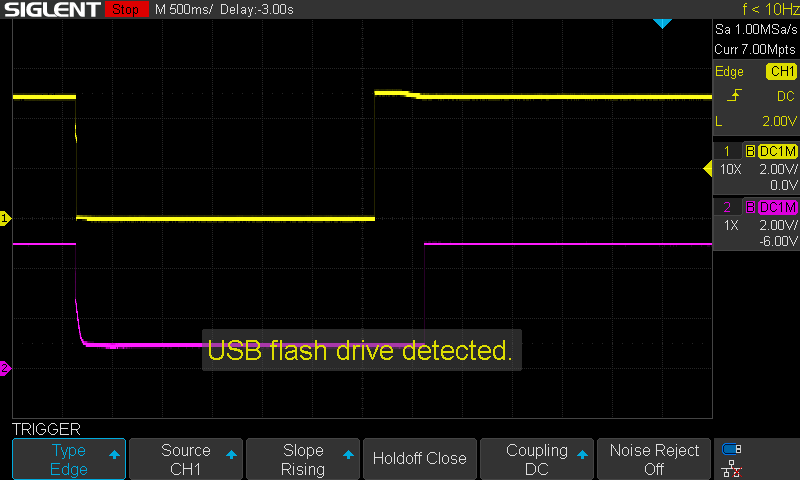 SIGLENT Stop M 500ms/ Delay:-3.00s f < 10Hz
Sa 1.00MSa/s
Curr 7.00Mpts
Edge CH1
DC
L 2.00V
1 B DC1M
10X 2.00V/
0.0V
2 B DC1M
1X 2.00V/
-6.00V
1
2
USB flash drive detected.
TRIGGER
Type
Edge
Source
CH1
Slope
Rising
Holdoff Close
Coupling
DC
Noise Reject
Off